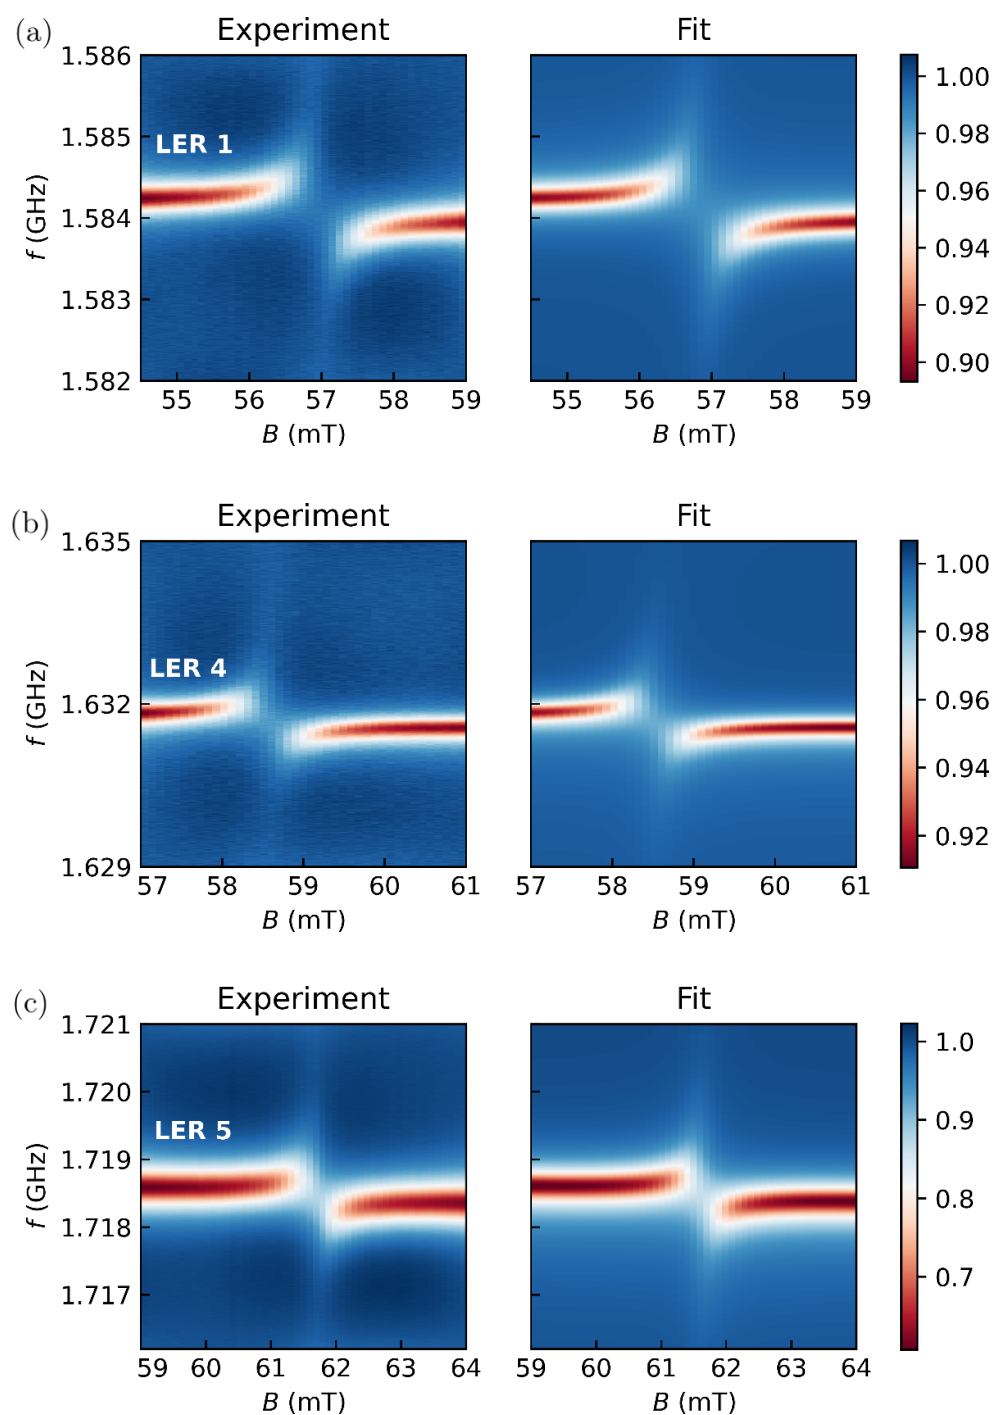 (a)
Experiment
Fit
1.586
1.585
1.584
1.583
1.582
f (GHz)
LER 1
55 56 57 58 59
B (mT)
55 56 57 58 59
B (mT)
1.00
0.98
0.96
0.94
0.92
0.90
(b)
Experiment
Fit
1.635
1.632
1.629
f (GHz)
LER 4
57 58 59 60 61
B (mT)
57 58 59 60 61
B (mT)
1.00
0.98
0.96
0.94
0.92
(c)
Experiment
Fit
1.721
1.720
1.719
1.718
1.717
f (GHz)
LER 5
59 60 61 62 63 64
B (mT)
59 60 61 62 63 64
B (mT)
1.0
0.9
0.8
0.7